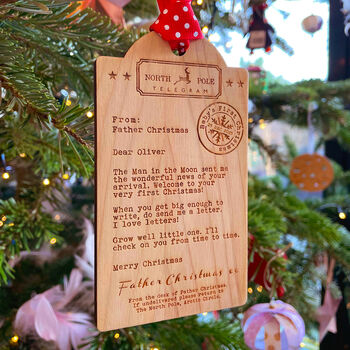 NORTH POLE
TELEGRAM
Baby's First Christmas
From:
Father Christmas
Dear Oliver
The Man in the Moon sent me
the wonderful news of your
arrival. Welcome to your
very first Christmas!
When you get big enough to
write, do send me a letter.
I love letters!
Grow well little one. I'll
check on you from time to time.
Merry Christmas
Father Christmas
From the desk of Father Christmas.
If undelivered please return to
The North Pole, Arctic Circle.